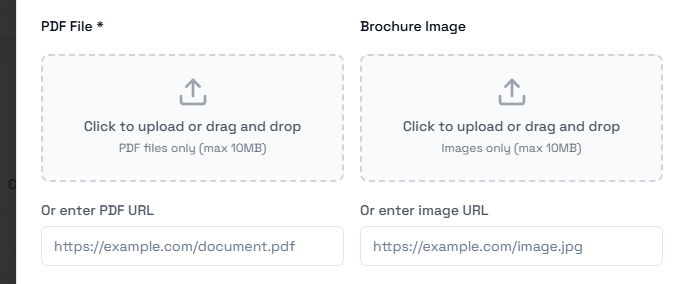 PDF File *
Brochure Image
Click to upload or drag and drop
PDF files only (max 10MB)
Click to upload or drag and drop
Images only (max 10MB)
Or enter PDF URL
Or enter image URL
https://example.com/document.pdf
https://example.com/image.jpg